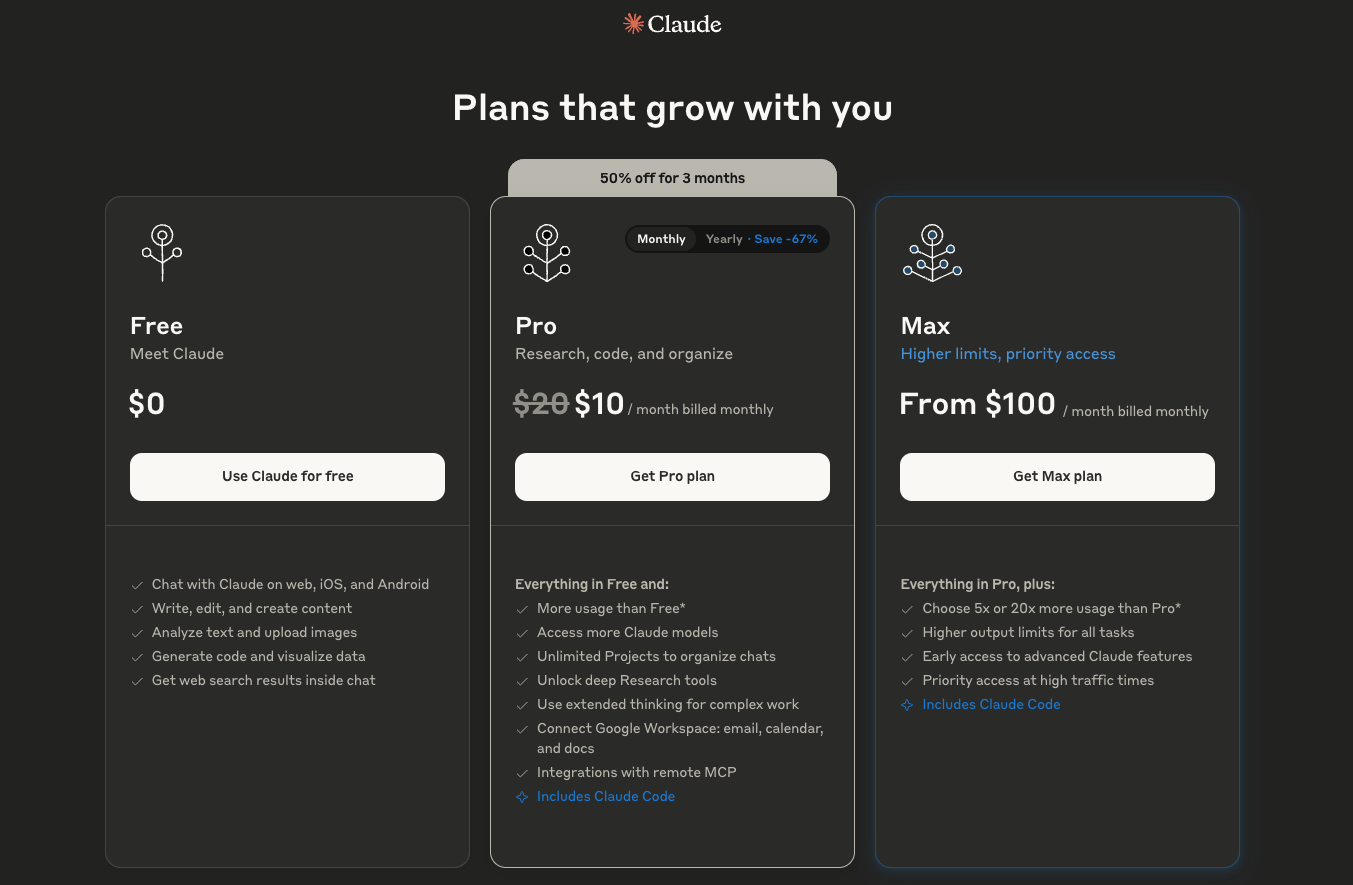 Claude
Plans that grow with you
50% off for 3 months
Free
Meet Claude
$0
Use Claude for free
Chat with Claude on web, iOS, and Android
Write, edit, and create content
Analyze text and upload images
Generate code and visualize data
Get web search results inside chat
Monthly Yearly · Save -67%
Pro
Research, code, and organize
$20 $10 / month billed monthly
Get Pro plan
Everything in Free and:
More usage than Free*
Access more Claude models
Unlimited Projects to organize chats
Unlock deep Research tools
Use extended thinking for complex work
Connect Google Workspace: email, calendar,
and docs
Integrations with remote MCP
Includes Claude Code
Max
Higher limits, priority access
From $100 / month billed monthly
Get Max plan
Everything in Pro, plus:
Choose 5x or 20x more usage than Pro*
Higher output limits for all tasks
Early access to advanced Claude features
Priority access at high traffic times
Includes Claude Code